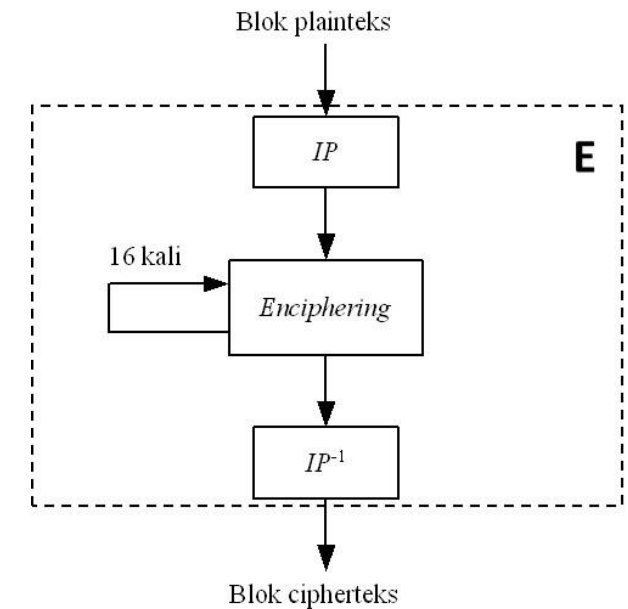 Blok plainteks
IP
E
16 kali
Enciphering
IP⁻¹
Blok cipherteks